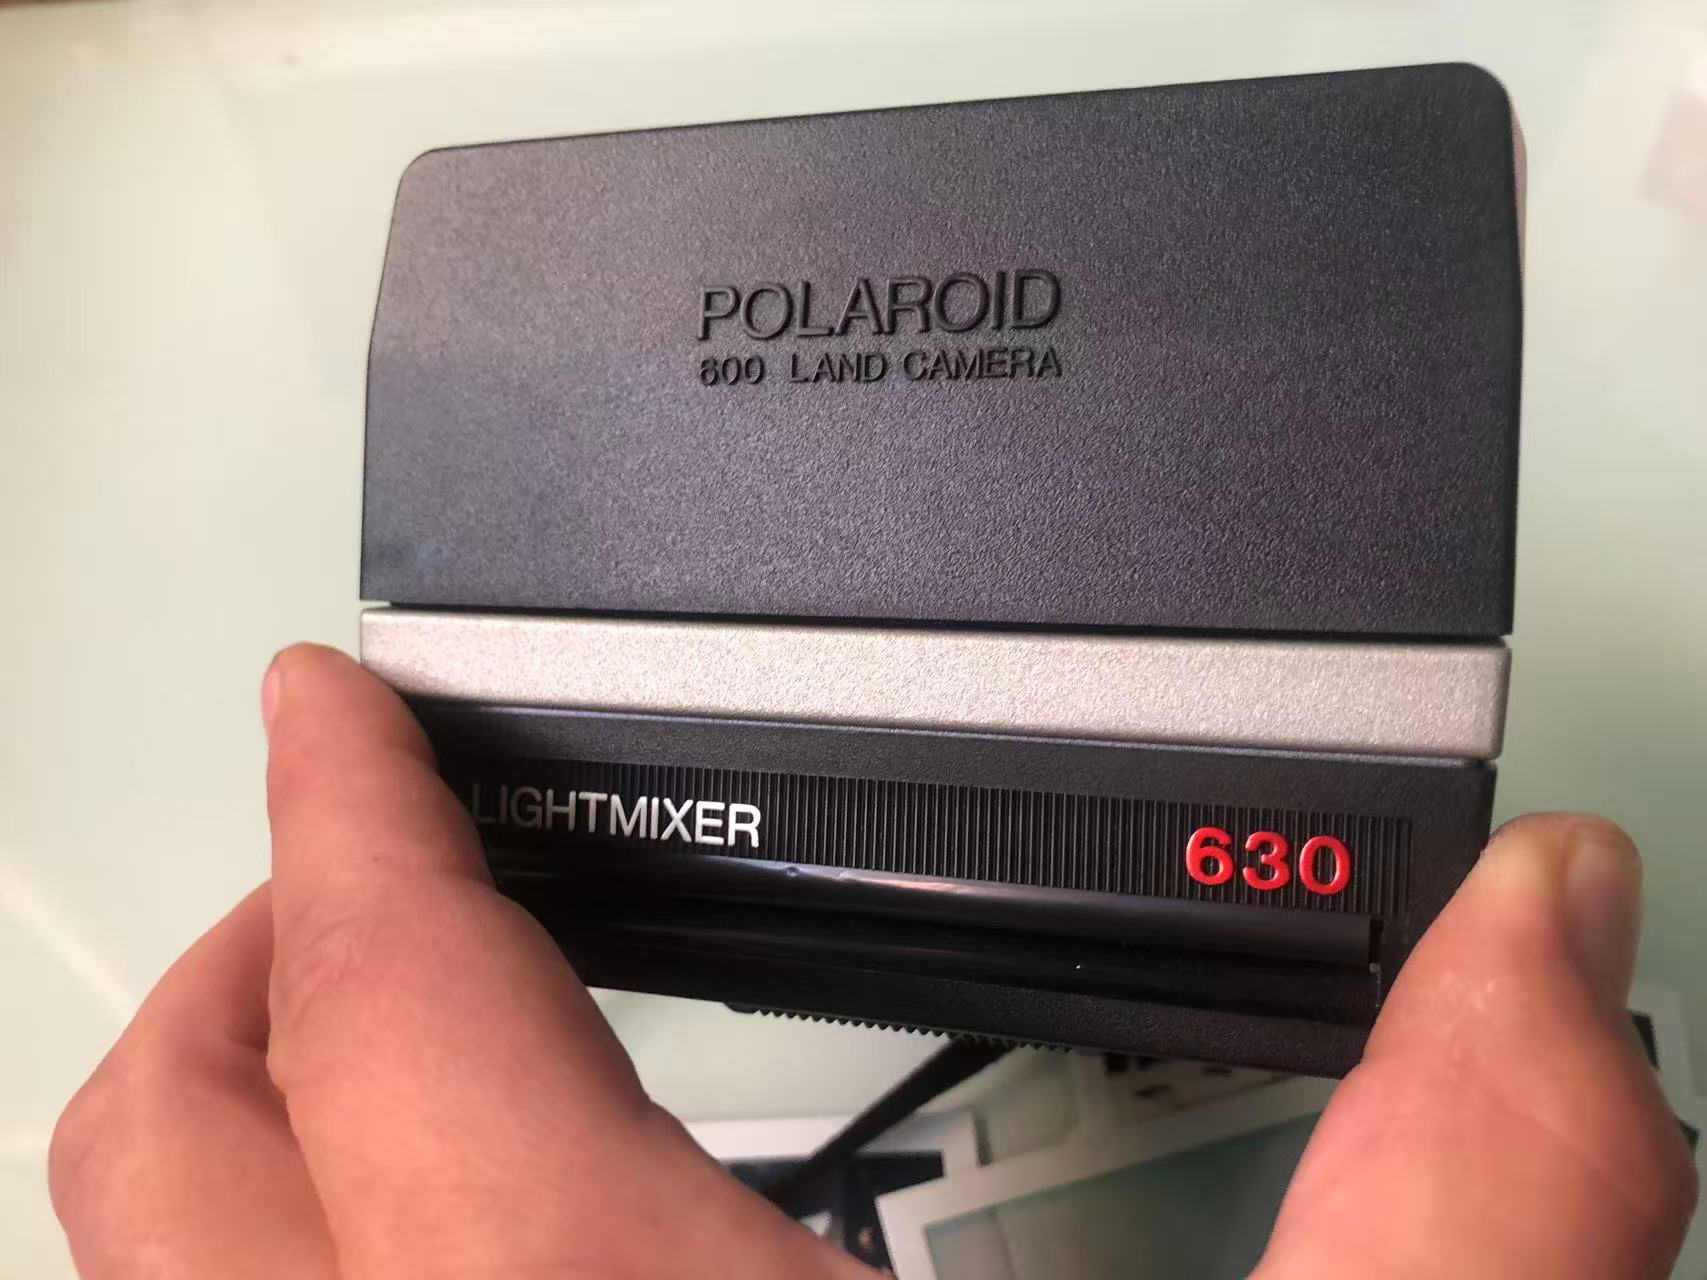 POLAROID
600 LAND CAMERA
LIGHTMIXER
630